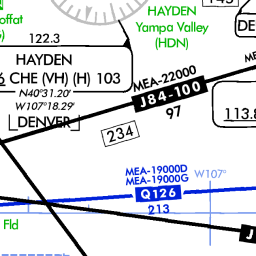 offat
122.3
HAYDEN
CHE (VH) (H) 103
N40°31.20'
W107°18.29'
DENVER
HAYDEN
Yampa Valley
(HDN)
MEA-22000
J84-100
97
113.8
234
MEA-19000D
MEA-19000G
W107°
Q126
213
Fld
J